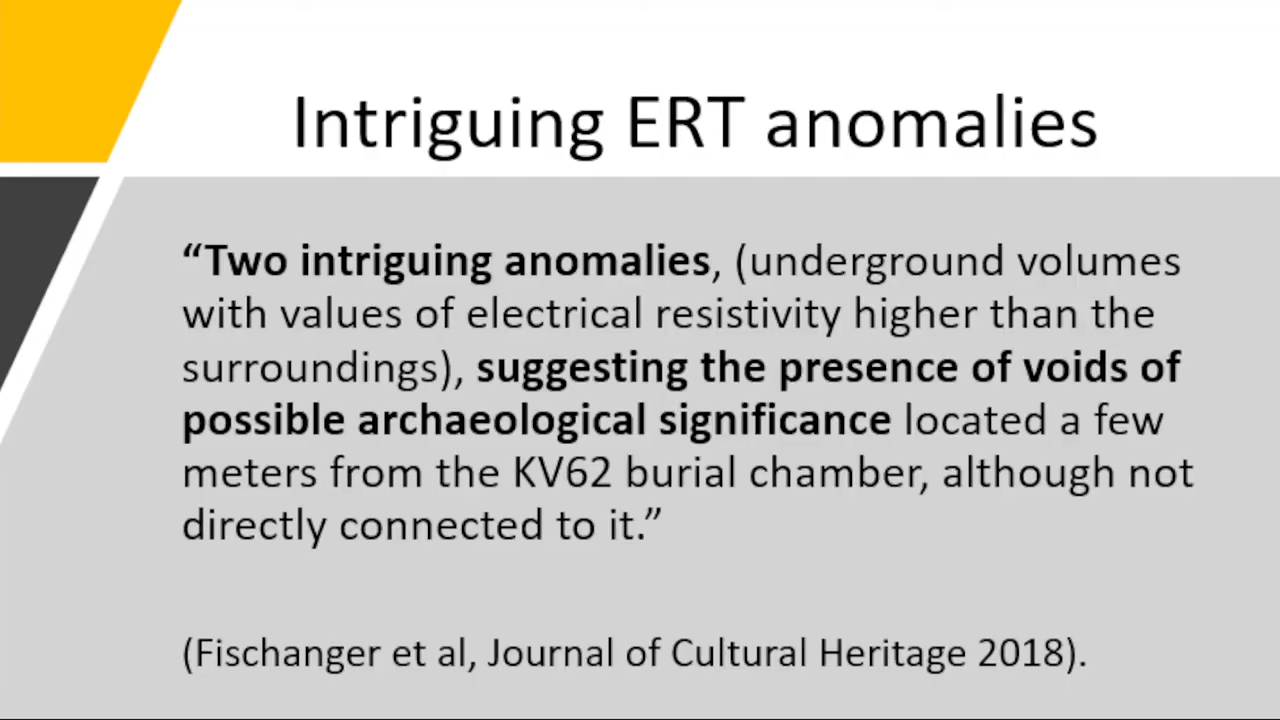 Intriguing ERT anomalies
“Two intriguing anomalies, (underground volumes
with values of electrical resistivity higher than the
surroundings), suggesting the presence of voids of
possible archaeological significance located a few
meters from the KV62 burial chamber, although not
directly connected to it.”
(Fischanger et al, Journal of Cultural Heritage 2018).